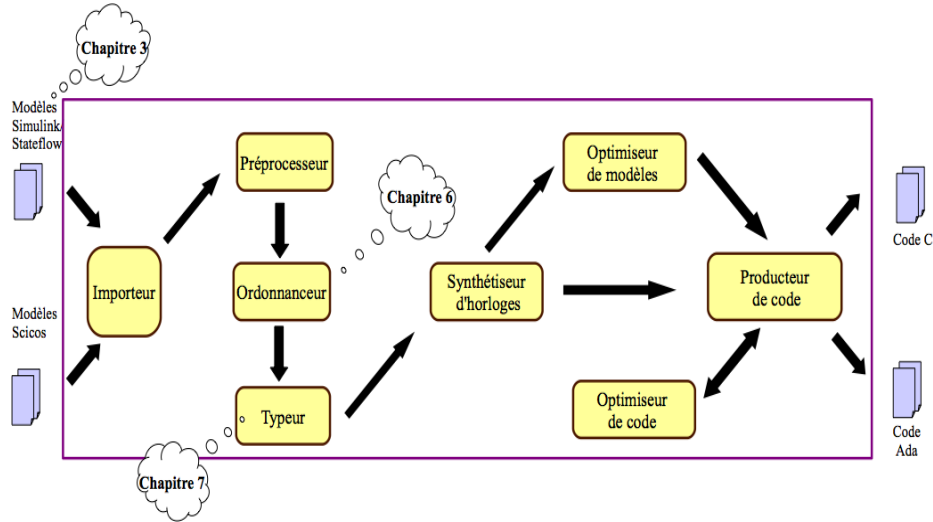 Chapitre 3
Modèles
Simulink/
Stateflow
Préprocesseur
Optimiseur
de modèles
Chapitre 6
Code C
Importeur
Ordonnanceur
Synthétiseur
d'horloges
Producteur
de code
Modèles
Scicos
Typeur
Optimiseur
de code
Code
Ada
Chapitre 7